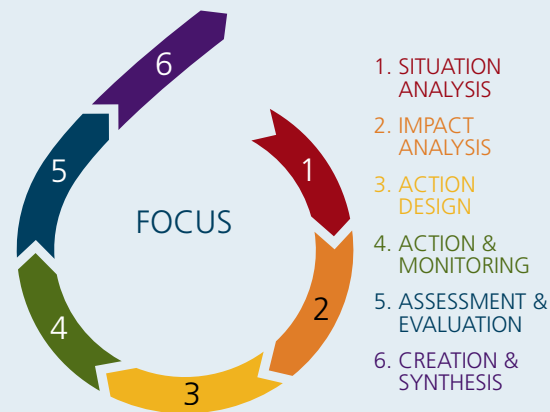 6
5
FOCUS
1
4
2
3
1. SITUATION
ANALYSIS
2. IMPACT
ANALYSIS
3. ACTION
DESIGN
4. ACTION &
MONITORING
5. ASSESSMENT &
EVALUATION
6. CREATION &
SYNTHESIS